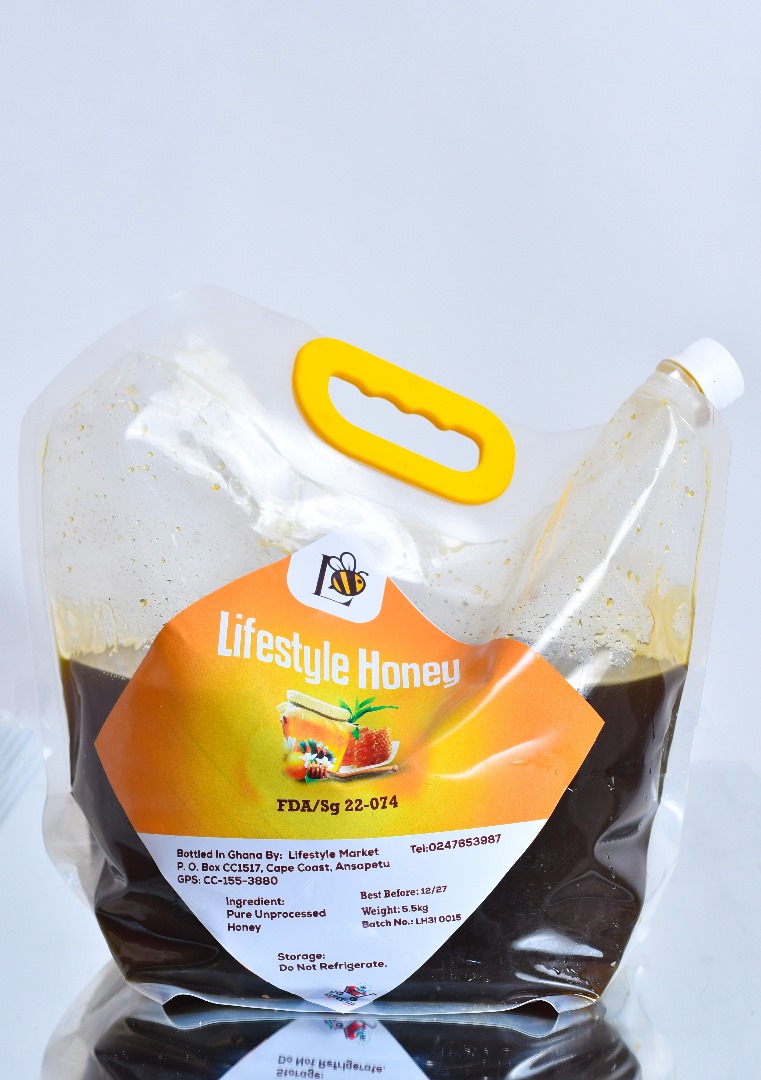 L
Lifestyle Honey
FDA/Sg 22-074
Bottled In Ghana By: Lifestyle Market
P. O. Box CC1517, Cape Coast, Ansapetu
GPS: CC-155-3880
Tel:0247853987
Ingredient:
Pure Unprocessed
Honey
Best Before: 12/27
Weight: 5.5kg
Batch No.: LH3I 0015
Storage:
Do Not Refrigerate.